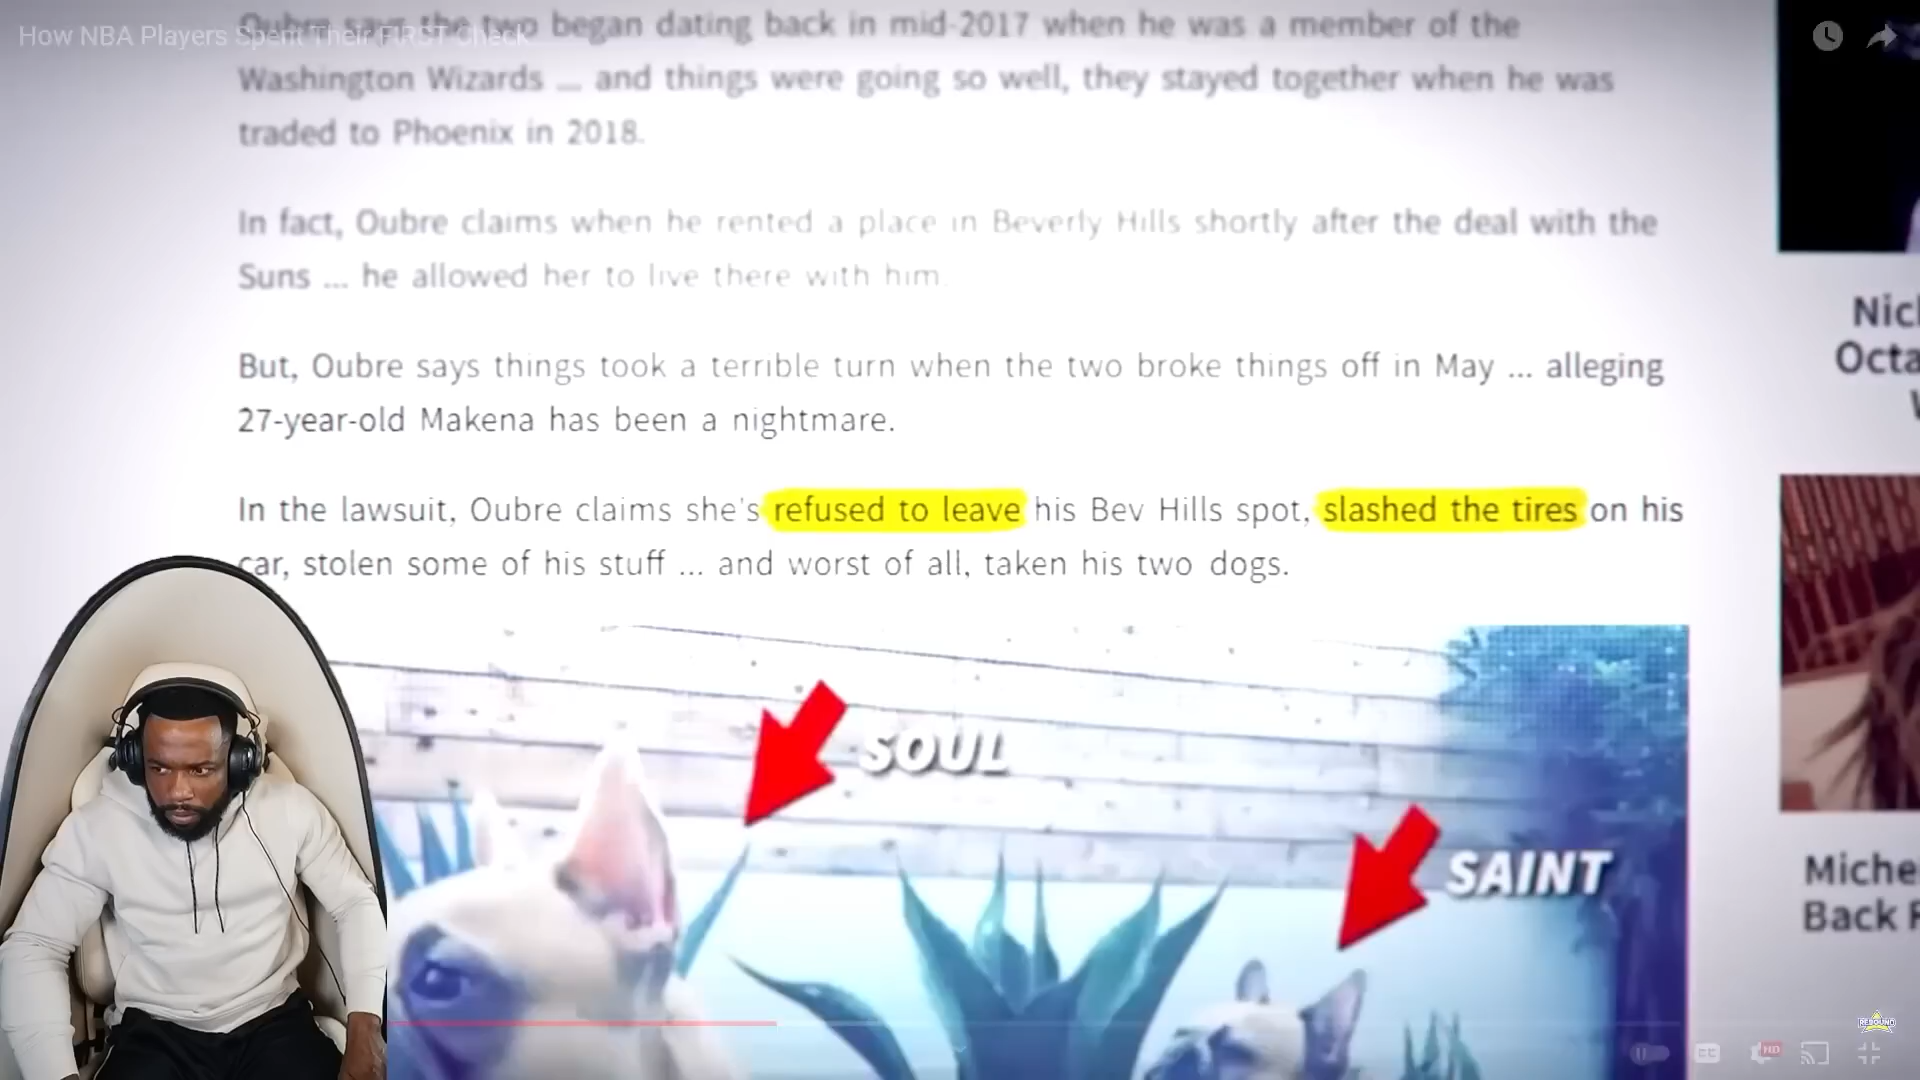 How NBA Players Spent Their FIRST Check
Oubre says the two began dating back in mid-2017 when he was a member of the
Washington Wizards ... and things were going so well, they stayed together when he was
traded to Phoenix in 2018.
In fact, Oubre claims when he rented a place in Beverly Hills shortly after the deal with the
Suns ... he allowed her to live there with him.
But, Oubre says things took a terrible turn when the two broke things off in May ... alleging
27-year-old Makena has been a nightmare.
In the lawsuit, Oubre claims she's refused to leave his Bev Hills spot, slashed the tires on his
car, stolen some of his stuff ... and worst of all, taken his two dogs.
SOUL
SAINT
Nicl
Octa
Miche
Back F
REBOUND
CC
HD